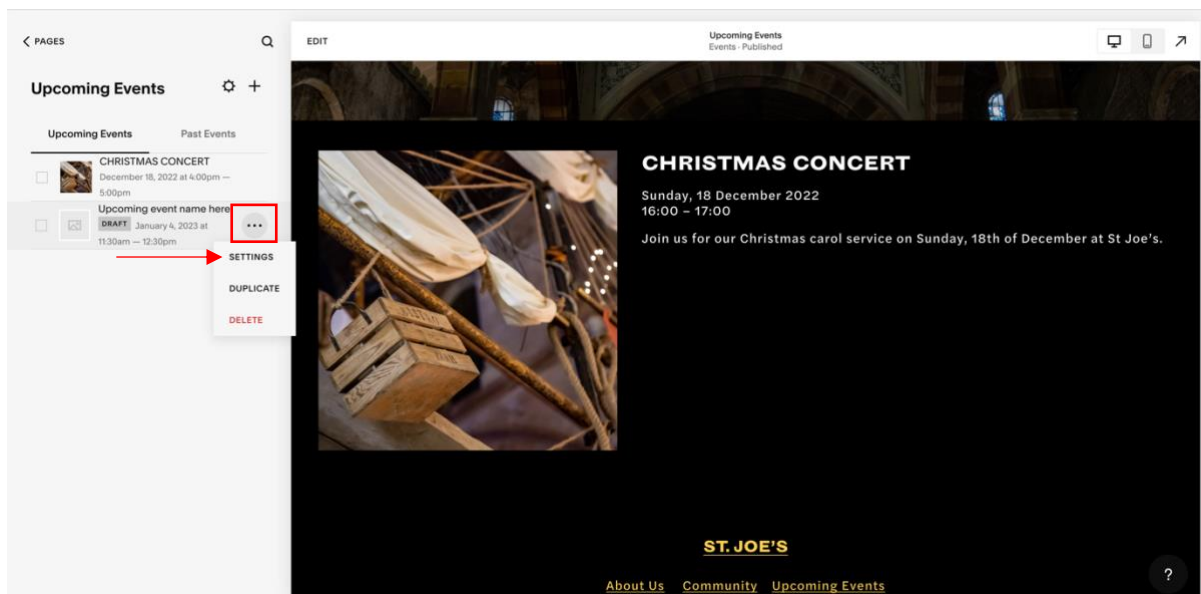 PAGES
Upcoming Events
Upcoming Events Past Events
CHRISTMAS CONCERT
December 18, 2022 at 4:00pm —
5:00pm
Upcoming event name here
DRAFT January 4, 2023 at
11:30am — 12:30pm
SETTINGS
DUPLICATE
DELETE
EDIT
Upcoming Events
Events · Published
CHRISTMAS CONCERT
Sunday, 18 December 2022
16:00 – 17:00
Join us for our Christmas carol service on Sunday, 18th of December at St Joe's.
ST. JOE'S
About Us Community Upcoming Events
?